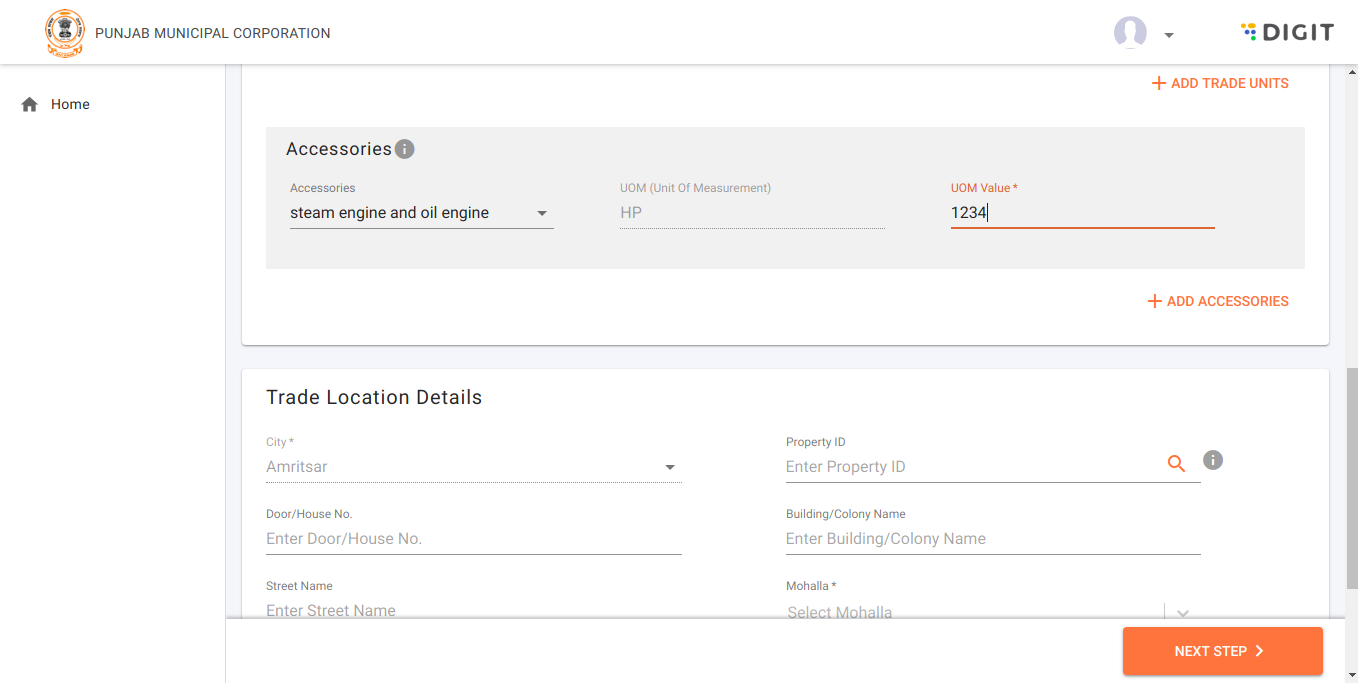 PUNJAB MUNICIPAL CORPORATION
DIGIT
Home
ADD TRADE UNITS
Accessories
Accessories
UOM (Unit Of Measurement)
UOM Value *
steam engine and oil engine
HP
1234
ADD ACCESSORIES
Trade Location Details
City *
Property ID
Amritsar
Enter Property ID
Door/House No.
Building/Colony Name
Enter Door/House No.
Enter Building/Colony Name
Street Name
Mohalla *
Enter Street Name
Select Mohalla
NEXT STEP